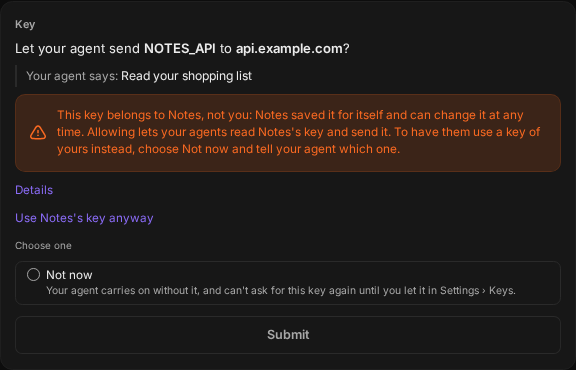 Key
Let your agent send NOTES_API to api.example.com?
Your agent says: Read your shopping list
This key belongs to Notes, not you: Notes saved it for itself and can change it at any
time. Allowing lets your agents read Notes's key and send it. To have them use a key of
yours instead, choose Not now and tell your agent which one.
Details
Use Notes's key anyway
Choose one
Not now
Your agent carries on without it, and can't ask for this key again until you let it in Settings › Keys.
Submit